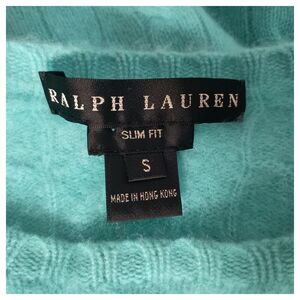 RALPH LAUREN
SLIM FIT
S
MADE IN HONG KONG